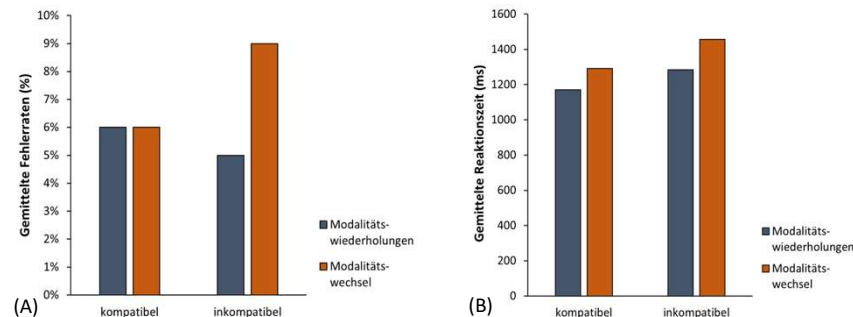 10%
9%
8%
7%
6%
5%
4%
3%
2%
1%
0%
Gemittelte Fehlerraten (%)
kompatibel
inkompatibel
Modalitäts-
wiederholungen
Modalitäts-
wechsel
(A)
1600
1400
1200
1000
800
600
400
200
0
Gemittelte Reaktionszeit (ms)
kompatibel
inkompatibel
Modalitäts-
wiederholungen
Modalitäts-
wechsel
(B)